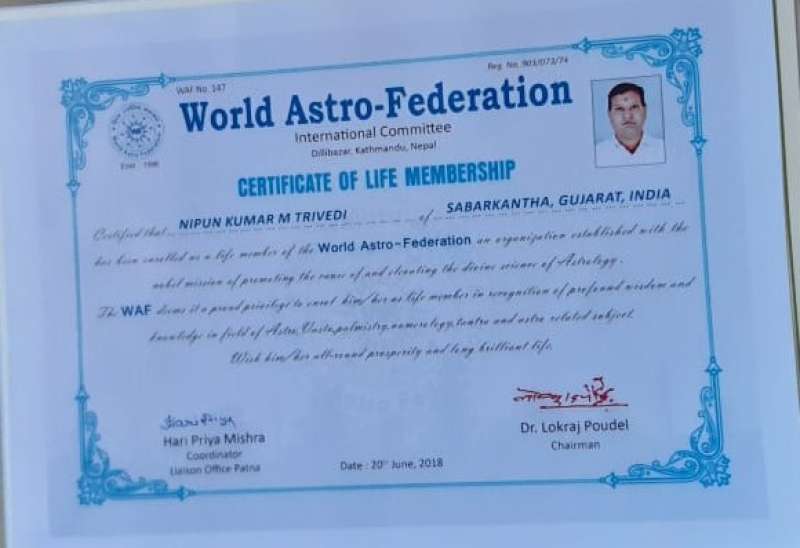 WAF No. 147
Reg. No. 903/073/74
World Astro-Federation
International Committee
Dillibazar, Kathmandu, Nepal
Estd 1986
CERTIFICATE OF LIFE MEMBERSHIP
Certified that NIPUN KUMAR M TRIVEDI of SABARKANTHA, GUJARAT, INDIA
has been enrolled as a life member of the World Astro-Federation an organization established with the
nobel mission of promoting the cause of and elevating the divine science of Astrology.
The WAF deems it a proud privilege to enrol him/her as life member in recognition of profound wisdom and
knowledge in field of Astro, Vastu, palmistry, numerology, tantra and astro related subject.
Wish him/her all-round prosperity and long brilliant life.
Hari Priya Mishra
Coordinator
Liaison Office Patna
Date : 20th June, 2018
Dr. Lokraj Poudel
Chairman